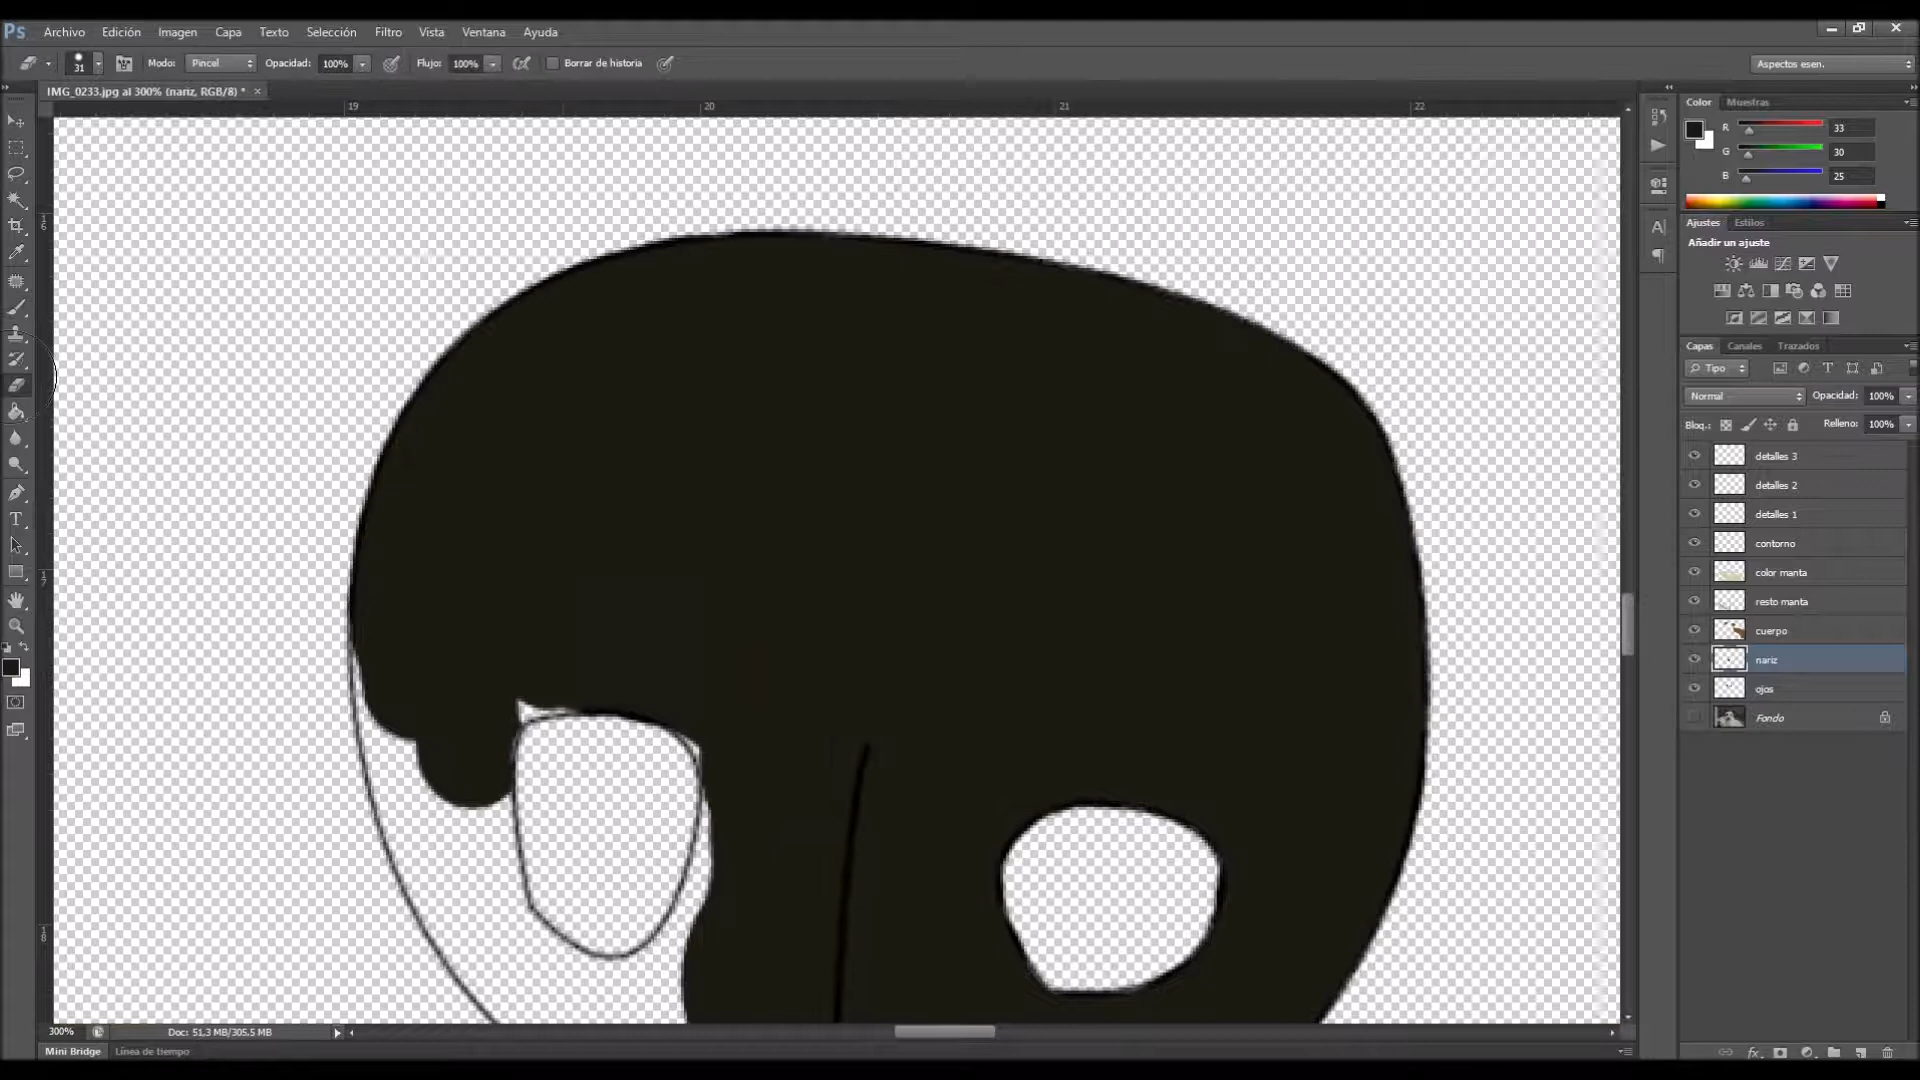 Ps Archivo Edición Imagen Capa Texto Selección Filtro Vista Ventana Ayuda
31 Modo: Pincel Opacidad: 100% Flujo: 100% Borrar de historia Aspectos esen.
IMG_0233.jpg al 300% (nariz, RGB/8) * ×
19 20 21 22
16
17
18
Color Muestras
R 33
G 30
B 25
Ajustes Estilos
Añadir un ajuste
Capas Canales Trazados
Tipo
Normal Opacidad: 100%
Bloq.: Relleno: 100%
detalles 3
detalles 2
detalles 1
contorno
color manta
resto manta
cuerpo
nariz
ojos
Fondo
300% Doc: 51,3 MB/305,5 MB
Mini Bridge Línea de tiempo